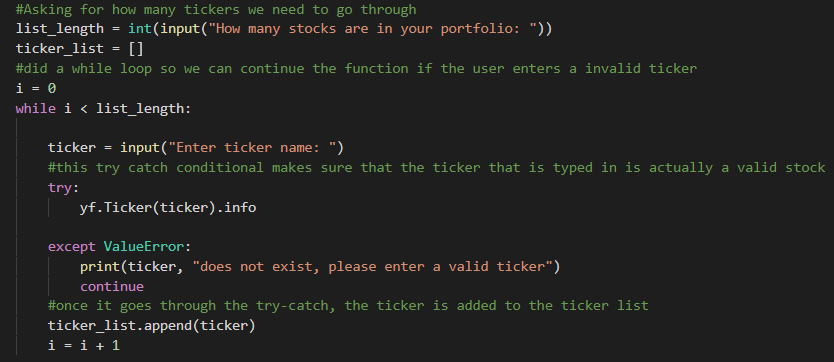 #Asking for how many tickers we need to go through
list_length = int(input("How many stocks are in your portfolio: "))
ticker_list = []
#did a while loop so we can continue the function if the user enters a invalid ticker
i = 0
while i < list_length:
    ticker = input("Enter ticker name: ")
    #this try catch conditional makes sure that the ticker that is typed in is actually a valid stock
    try:
        yf.Ticker(ticker).info
    except ValueError:
        print(ticker, "does not exist, please enter a valid ticker")
        continue
    #once it goes through the try-catch, the ticker is added to the ticker list
    ticker_list.append(ticker)
    i = i + 1